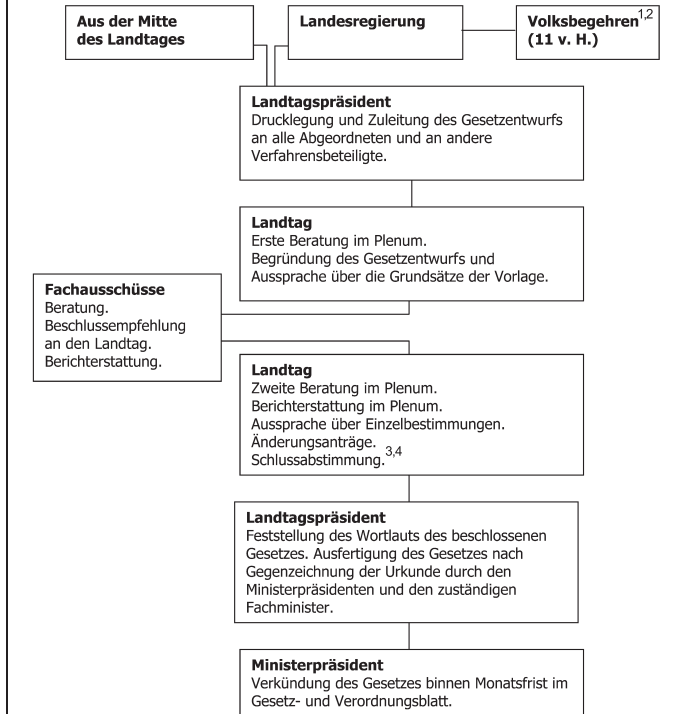 Aus der Mitte
des Landtages
Landesregierung
Volksbegehren1,2
(11 v. H.)
Landtagspräsident
Drucklegung und Zuleitung des Gesetzentwurfs
an alle Abgeordneten und an andere
Verfahrensbeteiligte.
Landtag
Erste Beratung im Plenum.
Begründung des Gesetzentwurfs und
Aussprache über die Grundsätze der Vorlage.
Fachausschüsse
Beratung.
Beschlussempfehlung
an den Landtag.
Berichterstattung.
Landtag
Zweite Beratung im Plenum.
Berichterstattung im Plenum.
Aussprache über Einzelbestimmungen.
Änderungsanträge.
Schlussabstimmung.3,4
Landtagspräsident
Feststellung des Wortlauts des beschlossenen
Gesetzes. Ausfertigung des Gesetzes nach
Gegenzeichnung der Urkunde durch den
Ministerpräsidenten und den zuständigen
Fachminister.
Ministerpräsident
Verkündung des Gesetzes binnen Monatsfrist im
Gesetz- und Verordnungsblatt.